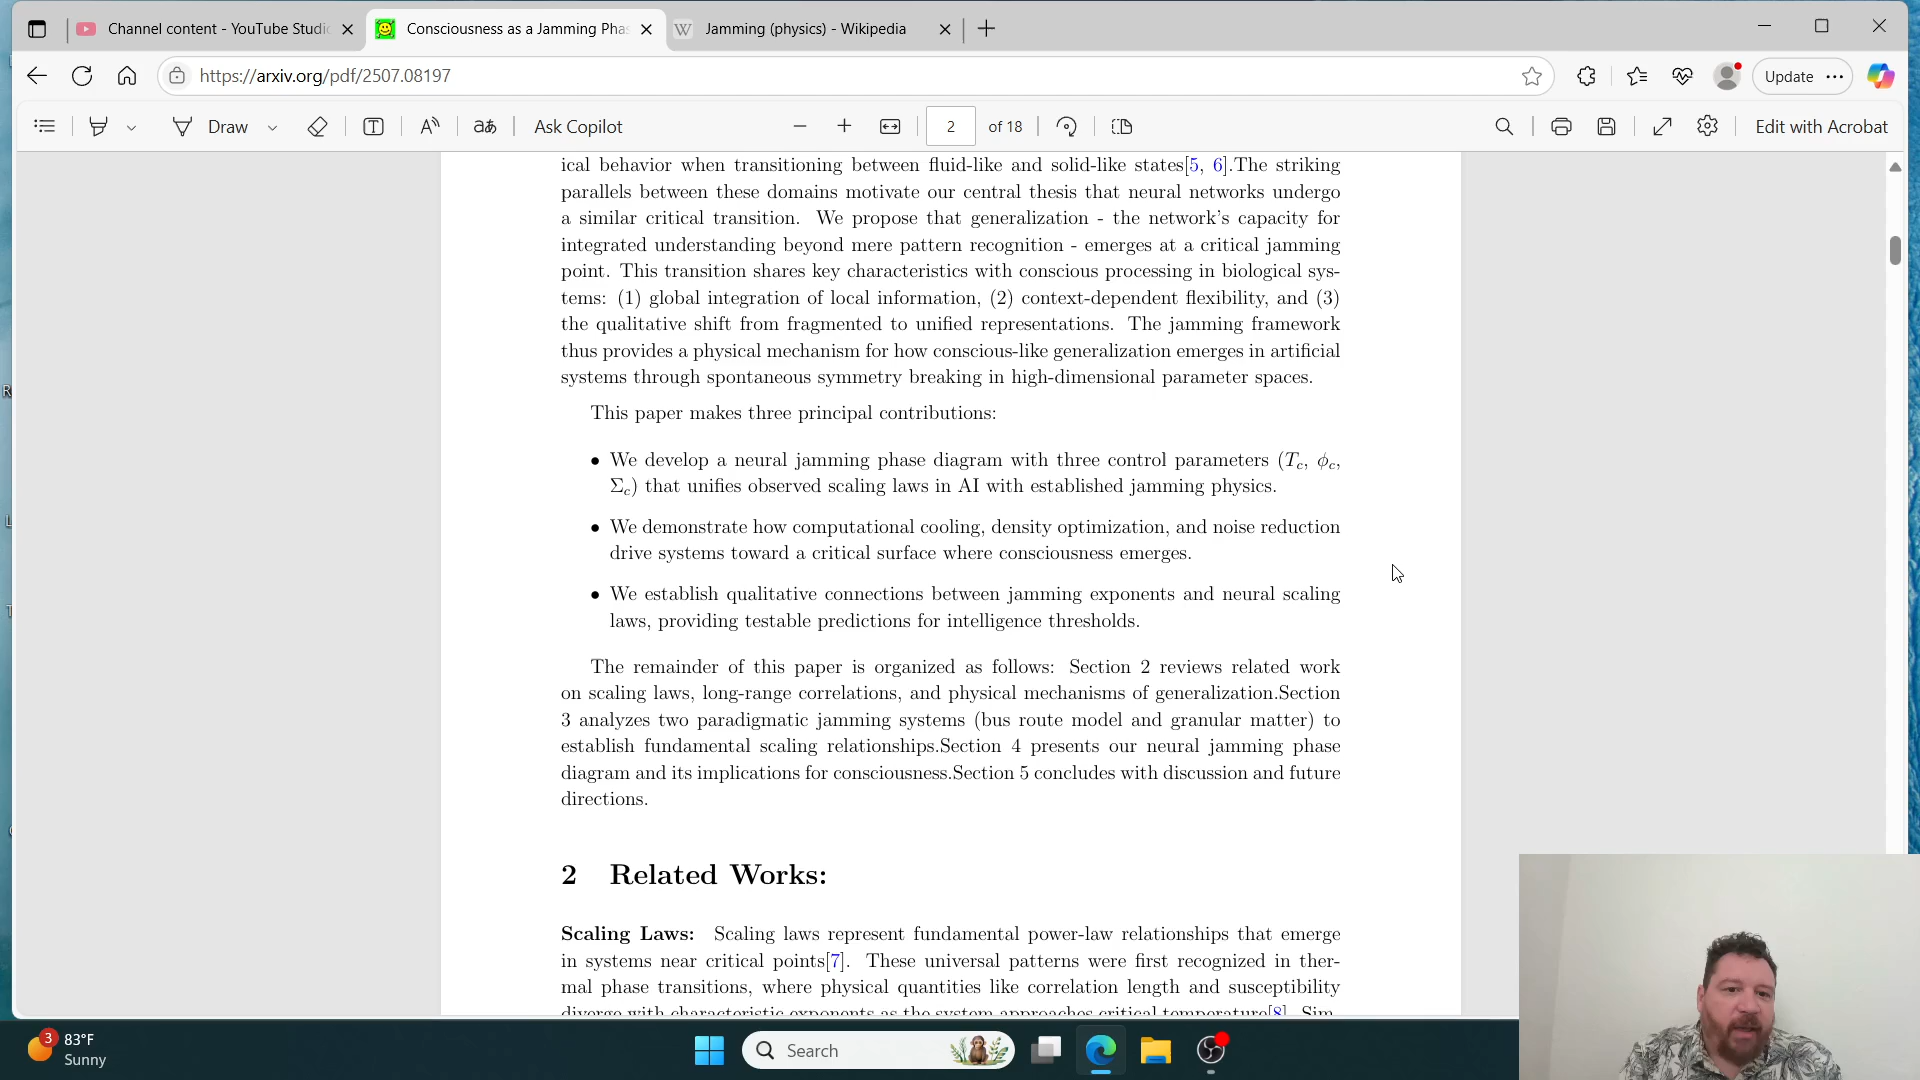 Channel content - YouTube Studio
Consciousness as a Jamming Phas
Jamming (physics) - Wikipedia
https://arxiv.org/pdf/2507.08197
Update
Draw
Ask Copilot
2 of 18
Edit with Acrobat
ical behavior when transitioning between fluid-like and solid-like states[5, 6].The striking
parallels between these domains motivate our central thesis that neural networks undergo
a similar critical transition. We propose that generalization - the network's capacity for
integrated understanding beyond mere pattern recognition - emerges at a critical jamming
point. This transition shares key characteristics with conscious processing in biological sys-
tems: (1) global integration of local information, (2) context-dependent flexibility, and (3)
the qualitative shift from fragmented to unified representations. The jamming framework
thus provides a physical mechanism for how conscious-like generalization emerges in artificial
systems through spontaneous symmetry breaking in high-dimensional parameter spaces.
This paper makes three principal contributions:
• We develop a neural jamming phase diagram with three control parameters (Tc, ϕc,
Σc) that unifies observed scaling laws in AI with established jamming physics.
• We demonstrate how computational cooling, density optimization, and noise reduction
drive systems toward a critical surface where consciousness emerges.
• We establish qualitative connections between jamming exponents and neural scaling
laws, providing testable predictions for intelligence thresholds.
The remainder of this paper is organized as follows: Section 2 reviews related work
on scaling laws, long-range correlations, and physical mechanisms of generalization.Section
3 analyzes two paradigmatic jamming systems (bus route model and granular matter) to
establish fundamental scaling relationships.Section 4 presents our neural jamming phase
diagram and its implications for consciousness.Section 5 concludes with discussion and future
directions.
2 Related Works:
Scaling Laws: Scaling laws represent fundamental power-law relationships that emerge
in systems near critical points[7]. These universal patterns were first recognized in ther-
mal phase transitions, where physical quantities like correlation length and susceptibility
diverge with characteristic exponents as the system approaches critical temperature[8]. Sim-
3
83°F
Sunny
Search